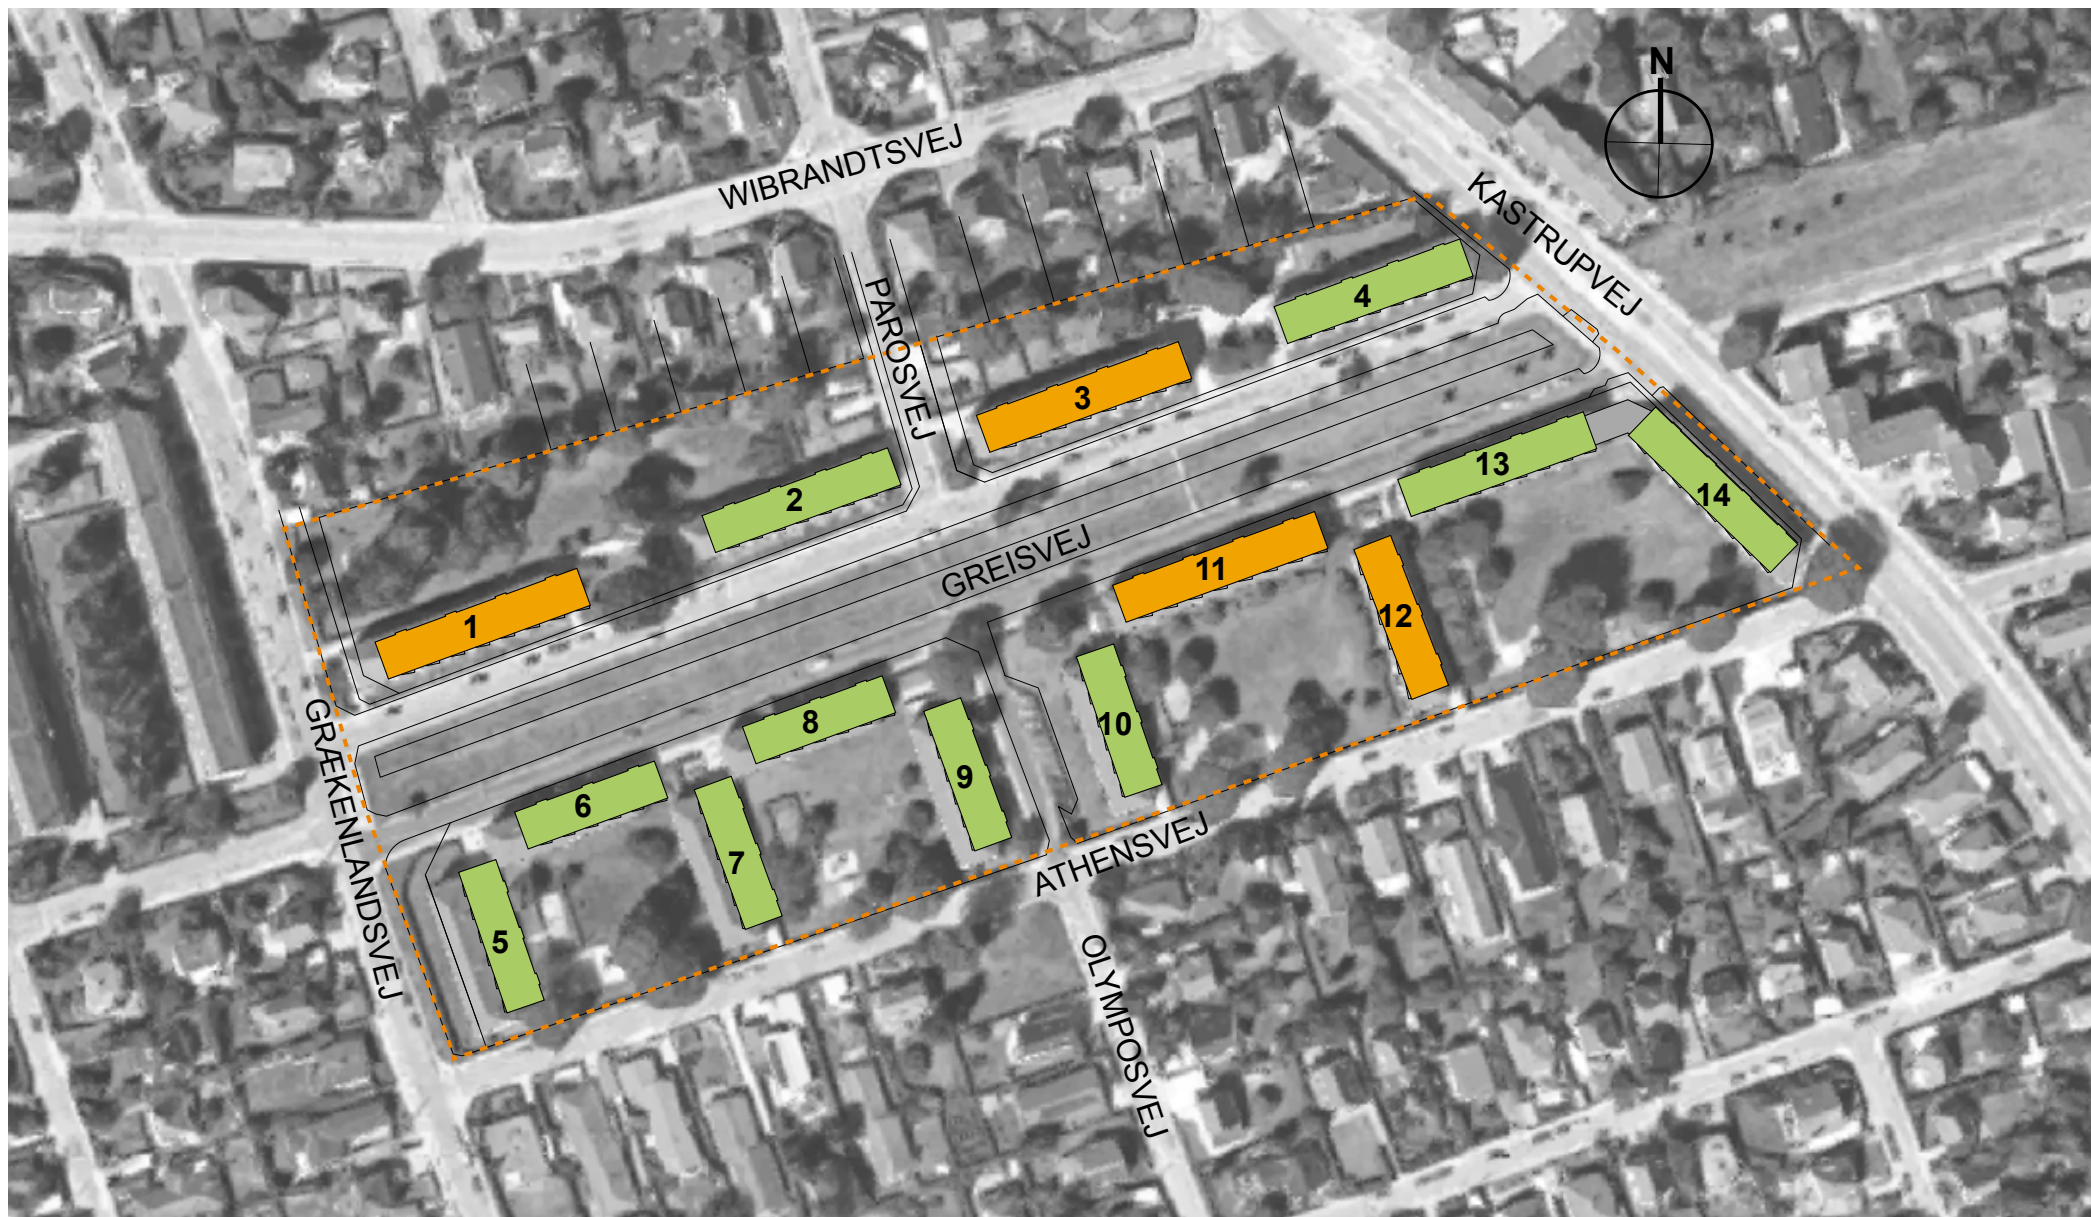 N
WIBRANDTSVEJ
KASTRUPVEJ
PAROSVEJ
4
3
2
1
13
14
GREISVEJ
11
12
10
8
9
6
7
5
GRÆKENLANDSVEJ
ATHENSVEJ
OLYMPOSVEJ